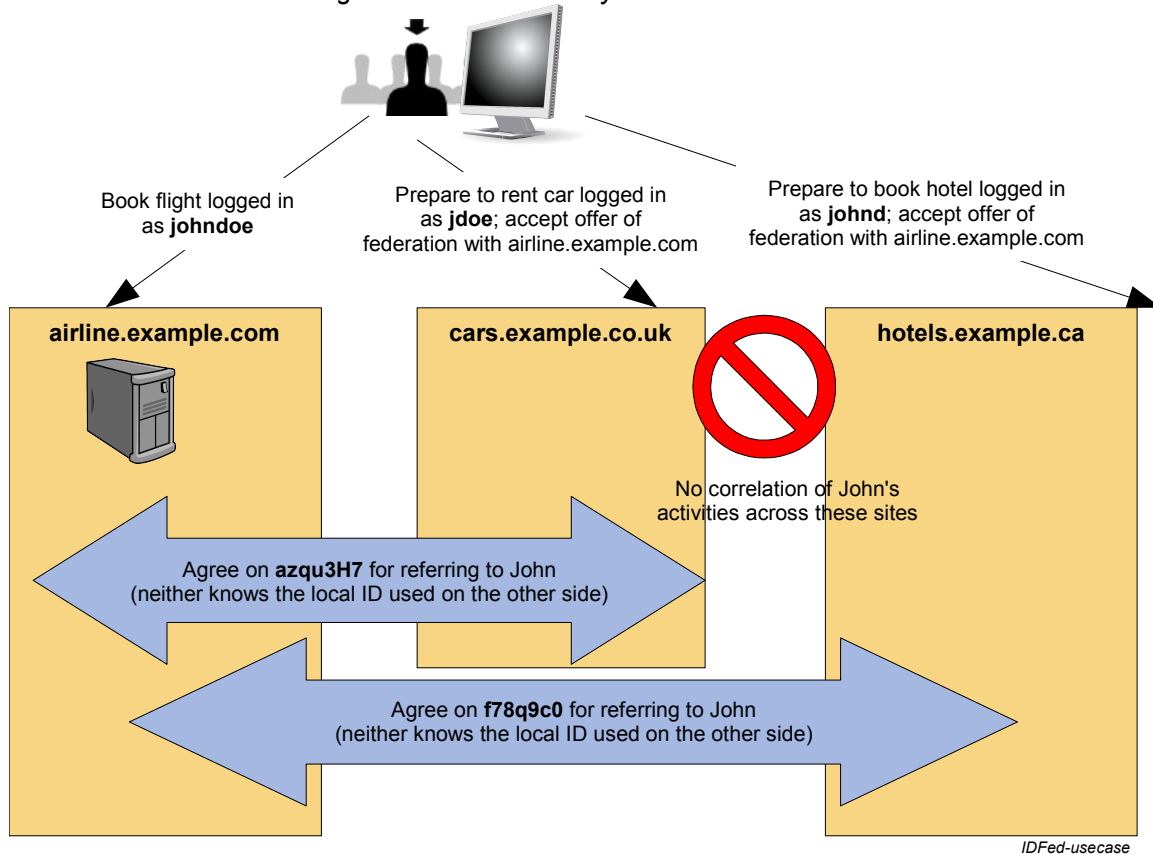 Book flight logged in
as johndoe
Prepare to rent car logged in
as jdoe; accept offer of
federation with airline.example.com
Prepare to book hotel logged in
as johnd; accept offer of
federation with airline.example.com
airline.example.com
cars.example.co.uk
hotels.example.ca
No correlation of John's
activities across these sites
Agree on azqu3H7 for referring to John
(neither knows the local ID used on the other side)
Agree on f78q9c0 for referring to John
(neither knows the local ID used on the other side)
IDFed-usecase